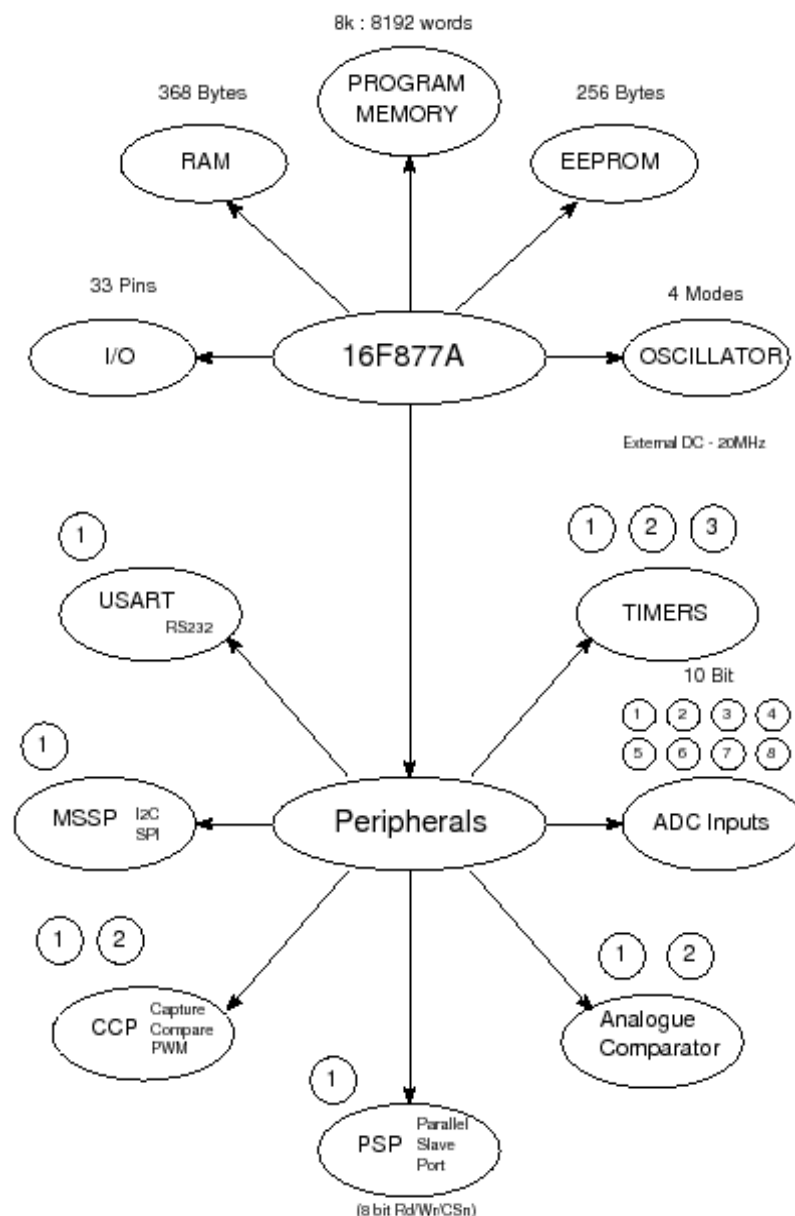 8k : 8192 words
PROGRAM
MEMORY
368 Bytes
RAM
256 Bytes
EEPROM
33 Pins
I/O
16F877A
4 Modes
OSCILLATOR
External DC - 20MHz
1
USART
RS232
1 2 3
TIMERS
10 Bit
1 2 3 4
5 6 7 8
ADC Inputs
1
MSSP
I2C
SPI
Peripherals
1 2
CCP
Capture
Compare
PWM
1 2
Analogue
Comparator
1
PSP
Parallel
Slave
Port
(8 bit Rd/Wr/CSn)